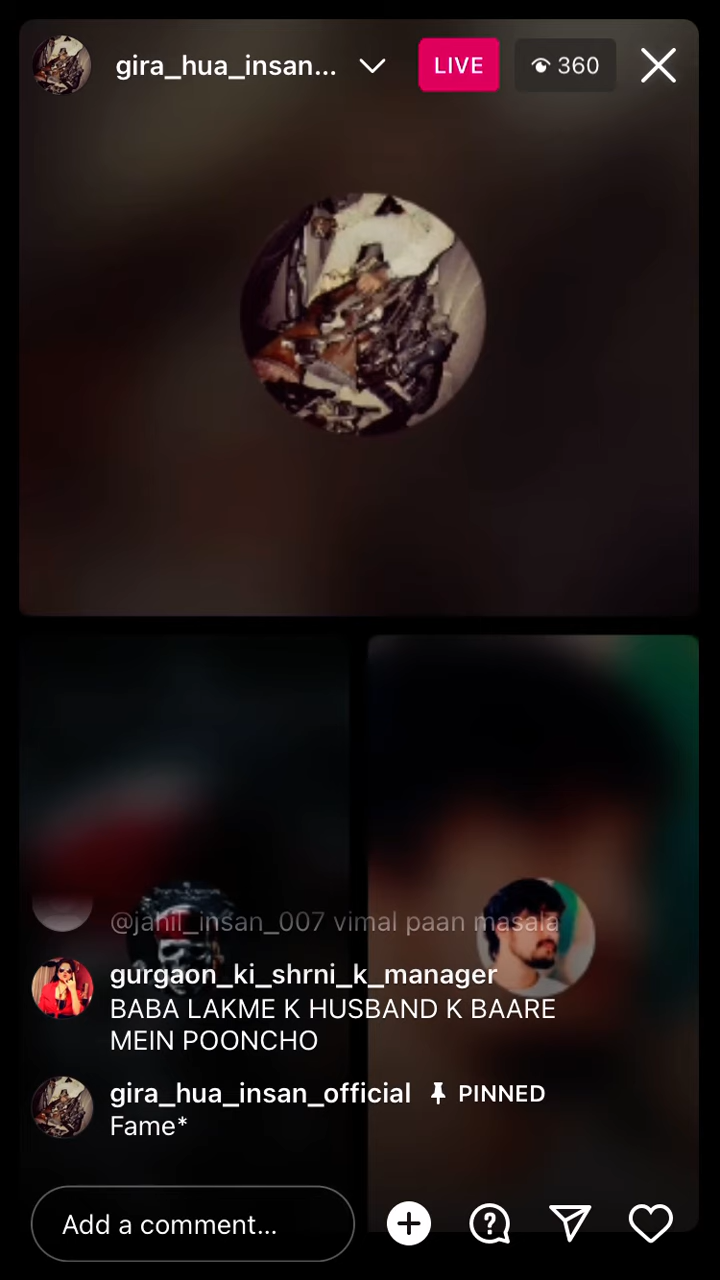 gira_hua_insan...
LIVE
360
@jahil_insan_007 vimal paan masala
gurgaon_ki_shrni_k_manager
BABA LAKME K HUSBAND K BAARE
MEIN POONCHO
gira_hua_insan_official PINNED
Fame*
Add a comment...